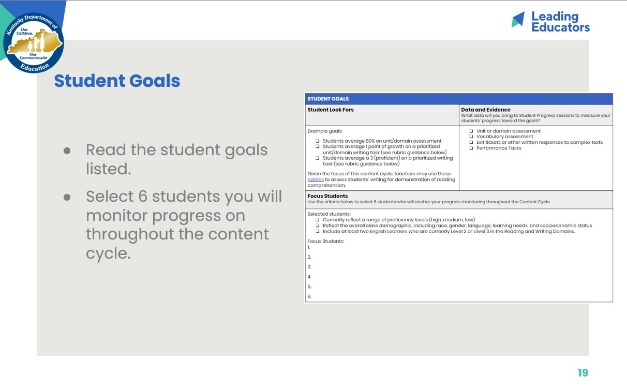 Kentucky Department of
Our Children,
Our Commonwealth
Education
Leading
Educators
Student Goals
● Read the student goals
listed.
● Select 6 students you will
monitor progress on
throughout the content
cycle.
STUDENT GOALS
Student Look Fors
Data and Evidence
What data will you bring to Student Progress Sessions to measure your
students' progress toward the goals?
Example goals:
❏ Students average 80% on unit/domain assessment
❏ Students average 1 point of growth on a prioritized
unit/domain writing task (see rubric guidance below)
❏ Students average a 3 (proficient) on a prioritized writing
task (see rubric guidance below)
Given the focus of this content cycle, teachers may use these
rubrics to assess students' writing for demonstration of reading
comprehension.
❏ Unit or domain assessment
❏ Vocabulary assessment
❏ Exit tickets or other written responses to complex texts
❏ Performance Tasks
Focus Students
Use the criteria below to select 6 students who will anchor your progress monitoring throughout the Content Cycle.
Selected students:
❏ Currently reflect a range of proficiency levels (high, medium, low)
❏ Reflect the overall class demographic, including race, gender, language, learning needs, and socioeconomic status
❏ Include at least two English Learners who are currently Level 2 or Level 3 in the Reading and Writing Domains.
Focus Students:
1.
2.
3.
4.
5.
6.
19